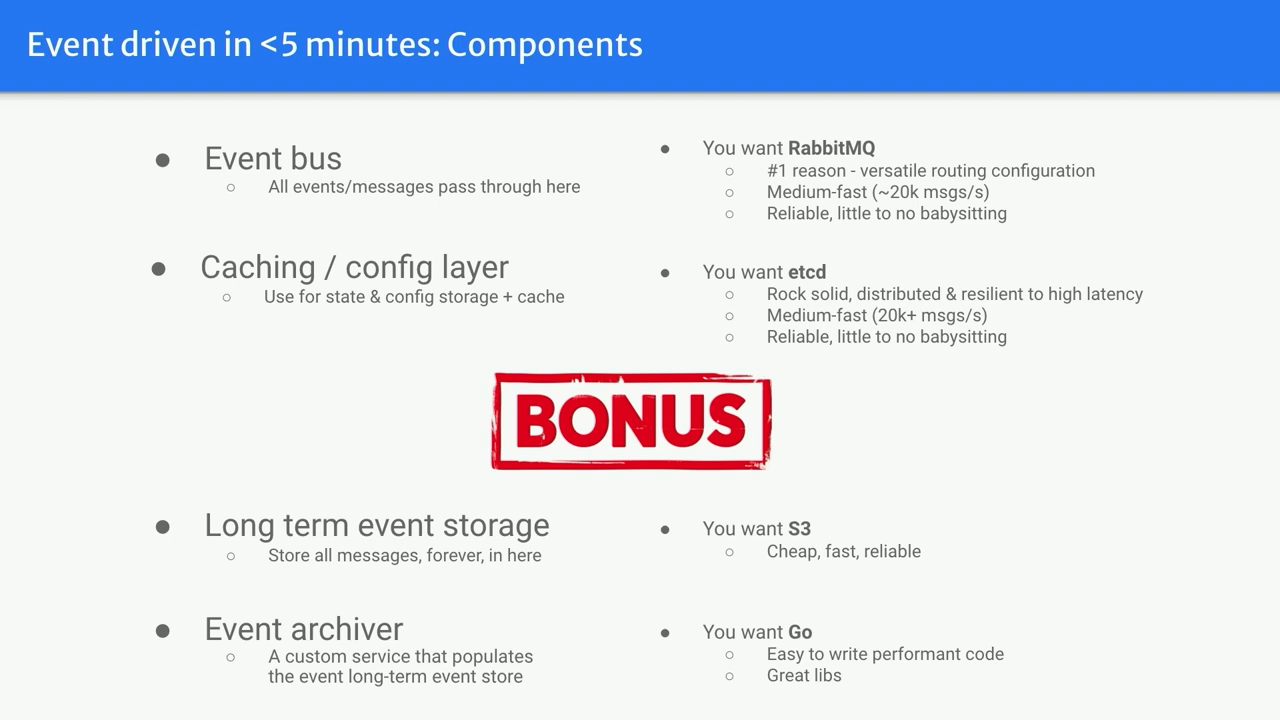 Event driven in <5 minutes: Components
● Event bus
○ All events/messages pass through here
● You want RabbitMQ
○ #1 reason - versatile routing configuration
○ Medium-fast (~20k msgs/s)
○ Reliable, little to no babysitting
● Caching / config layer
○ Use for state & config storage + cache
● You want etcd
○ Rock solid, distributed & resilient to high latency
○ Medium-fast (20k+ msgs/s)
○ Reliable, little to no babysitting
BONUS
● Long term event storage
○ Store all messages, forever, in here
● You want S3
○ Cheap, fast, reliable
● Event archiver
○ A custom service that populates
the event long-term event store
● You want Go
○ Easy to write performant code
○ Great libs